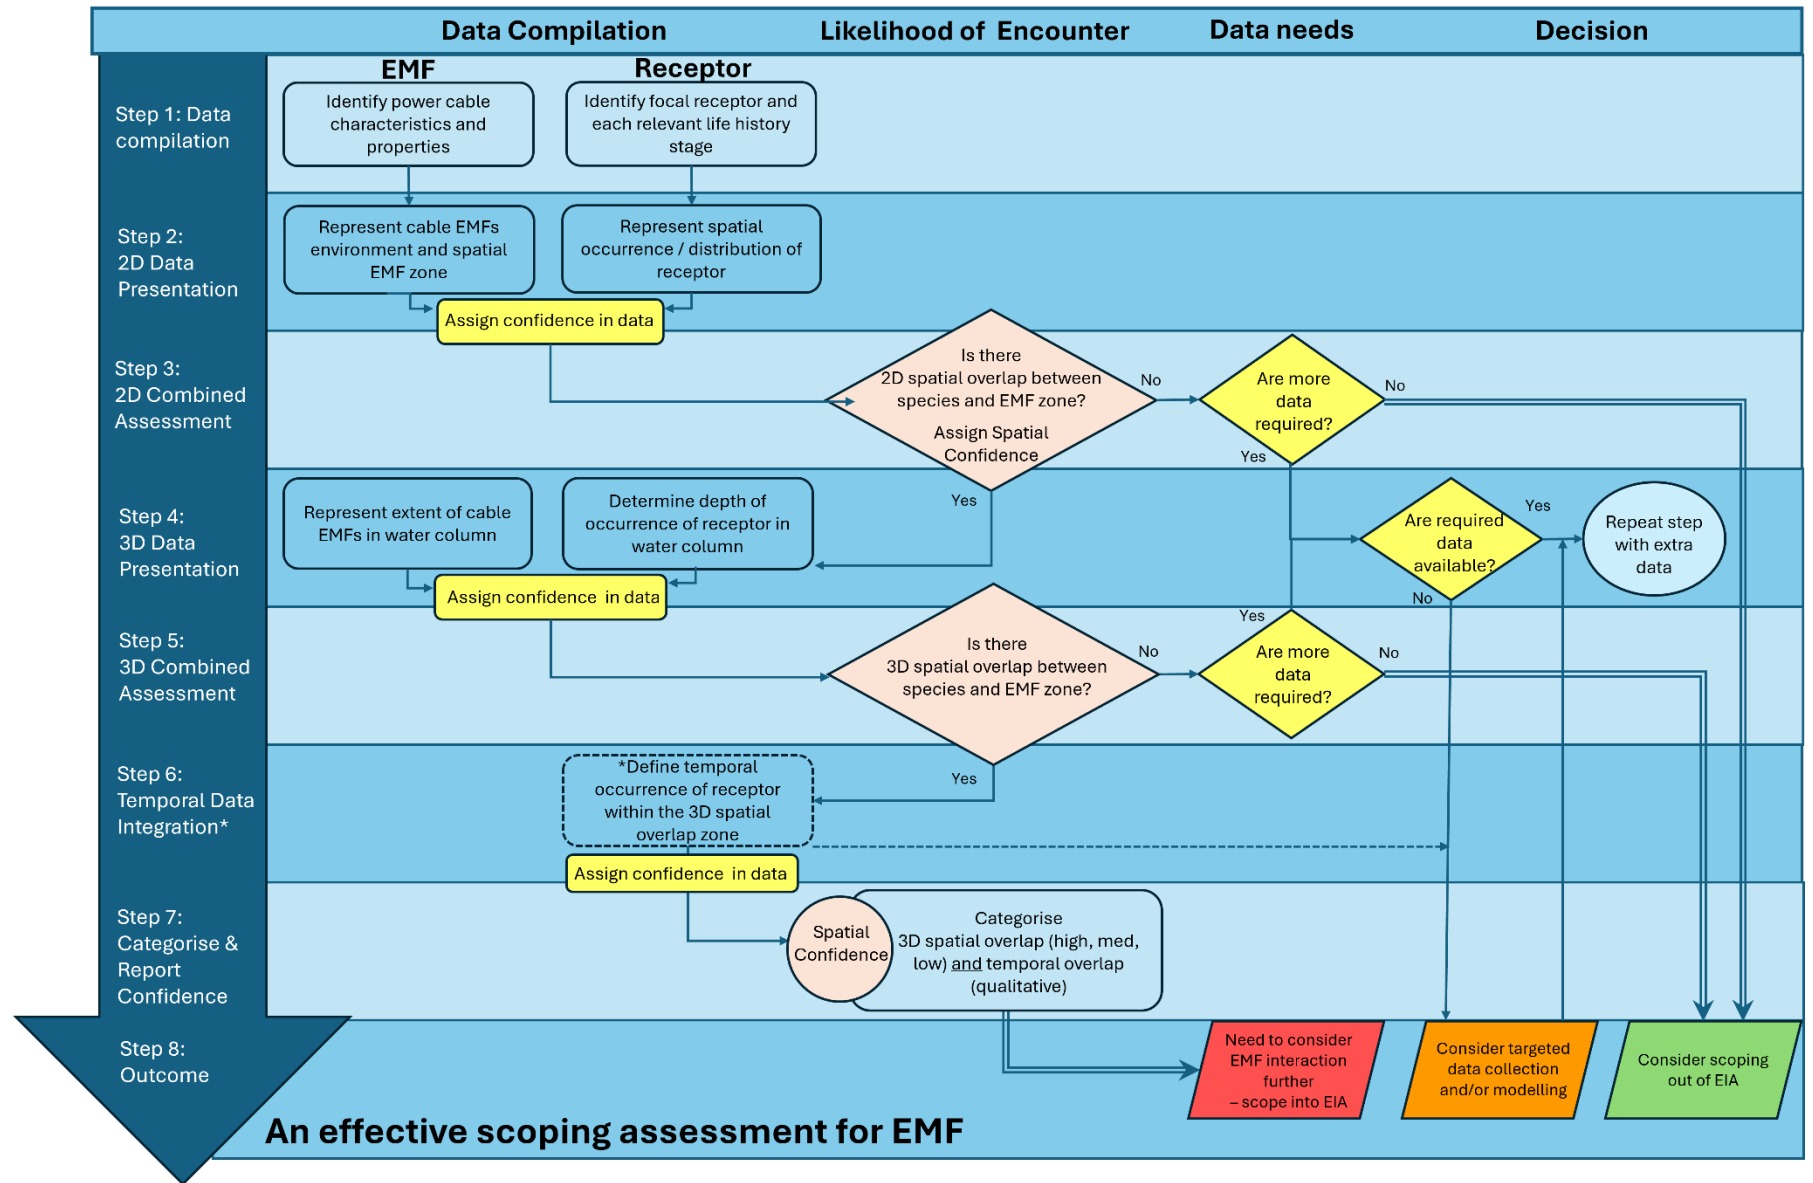 Data Compilation
Likelihood of Encounter
Data needs
Decision
EMF
Receptor
Step 1: Data
compilation
Identify power cable
characteristics and
properties
Identify focal receptor and
each relevant life history
stage
Step 2:
2D Data
Presentation
Represent cable EMFs
environment and spatial
EMF zone
Represent spatial
occurrence / distribution of
receptor
Assign confidence in data
Step 3:
2D Combined
Assessment
Is there
2D spatial overlap between
species and EMF zone?
Assign Spatial
Confidence
No
Yes
Are more
data
required?
No
Yes
Step 4:
3D Data
Presentation
Represent extent of cable
EMFs in water column
Determine depth of
occurrence of receptor in
water column
Assign confidence in data
Are required
data
available?
Yes
No
Repeat step
with extra
data
Step 5:
3D Combined
Assessment
Is there
3D spatial overlap between
species and EMF zone?
No
Yes
Yes
Are more
data
required?
No
Step 6:
Temporal Data
Integration*
*Define temporal
occurrence of receptor
within the 3D spatial
overlap zone
Assign confidence in data
Step 7:
Categorise &
Report
Confidence
Spatial
Confidence
Categorise
3D spatial overlap (high, med,
low) and temporal overlap
(qualitative)
Step 8:
Outcome
Need to consider
EMF interaction
further
– scope into EIA
Consider targeted
data collection
and/or modelling
Consider scoping
out of EIA
An effective scoping assessment for EMF